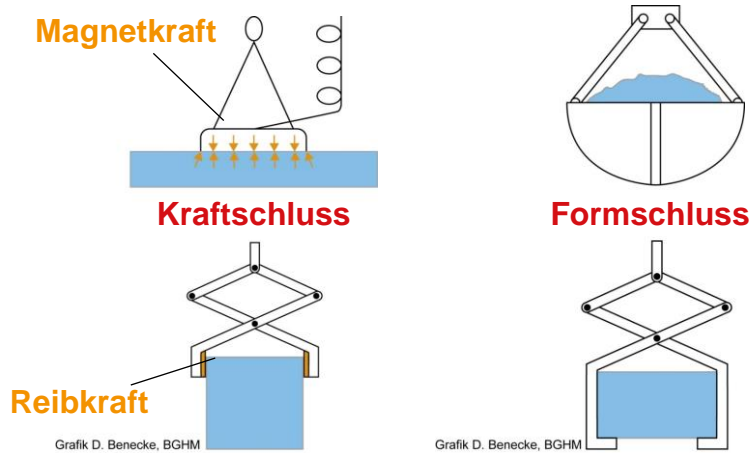 Magnetkraft
Kraftschluss
Formschluss
Reibkraft
Grafik D. Benecke, BGHM
Grafik D. Benecke, BGHM